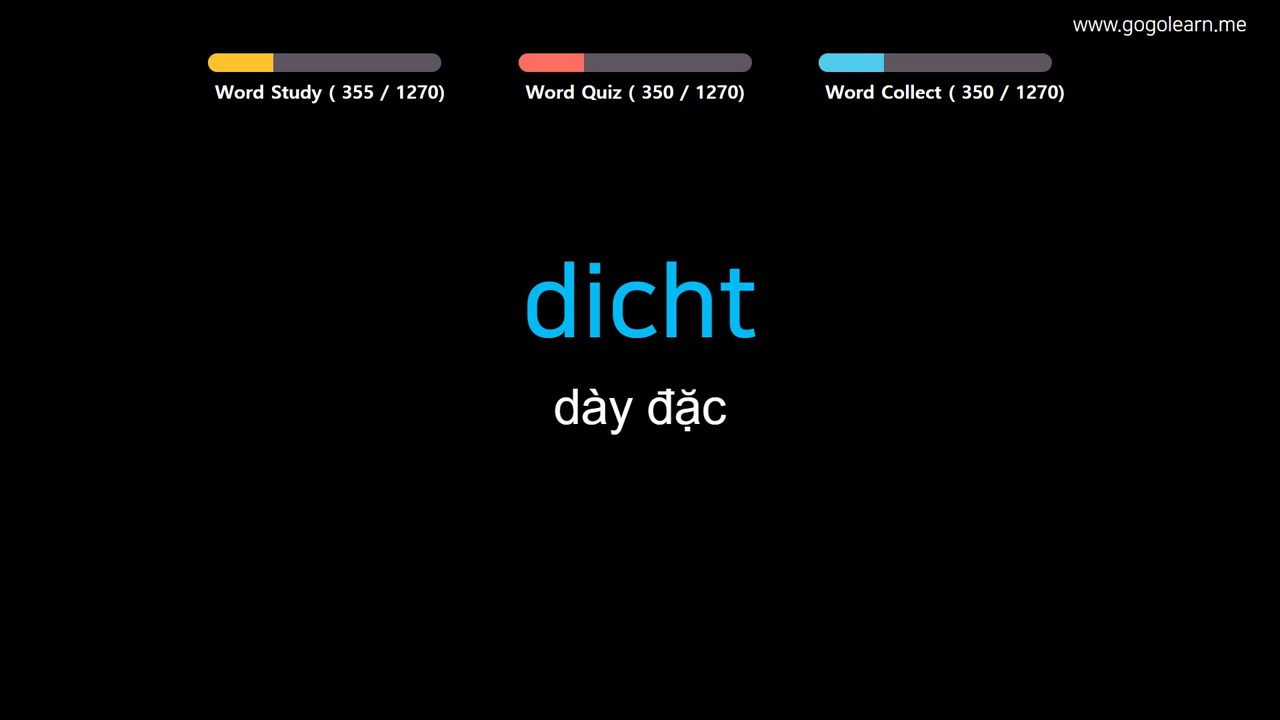 www.gogolearn.me
Word Study ( 355 / 1270)
Word Quiz ( 350 / 1270)
Word Collect ( 350 / 1270)
dicht
dày đặc